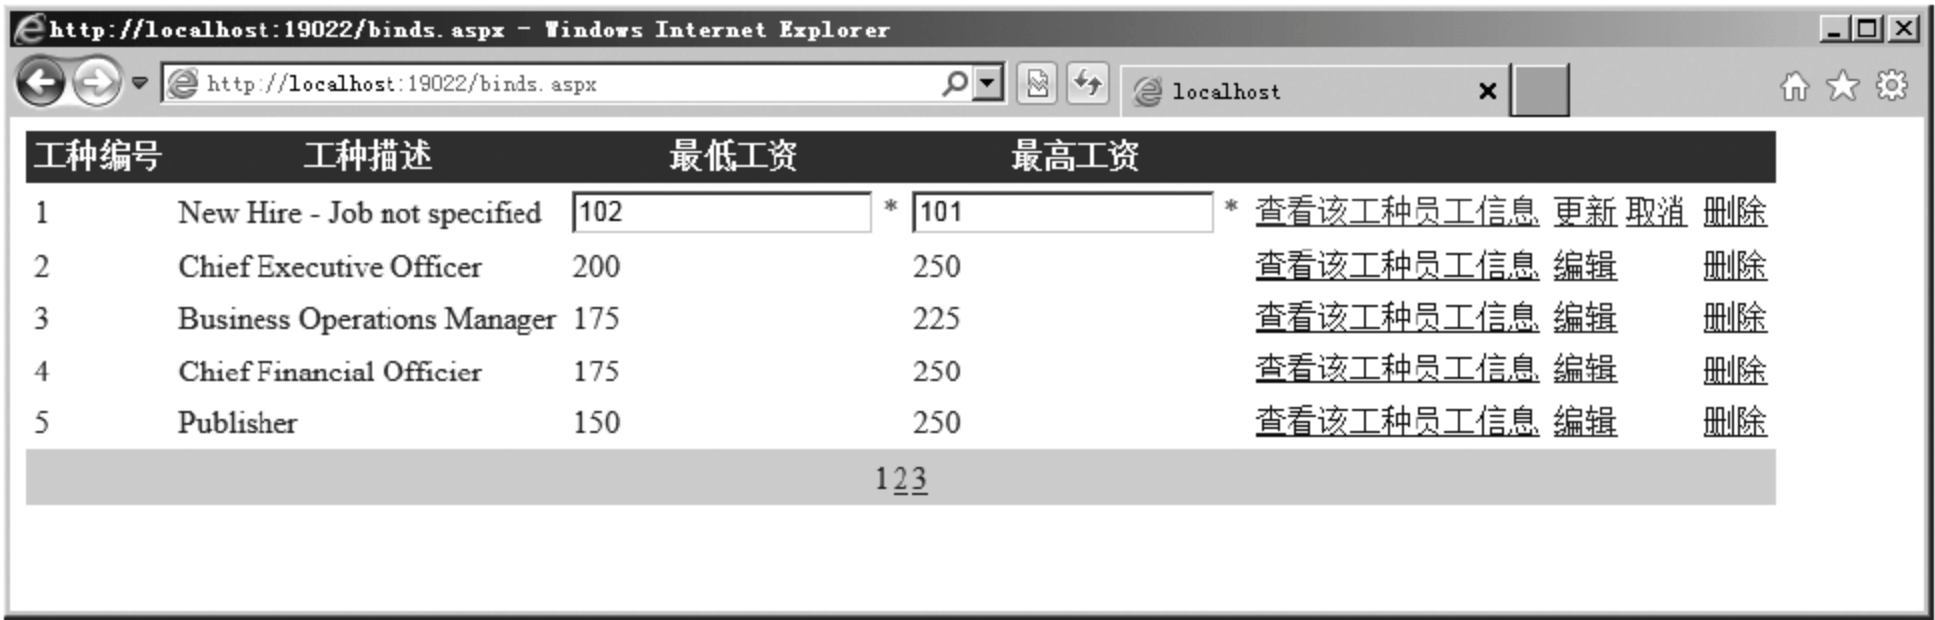 http://localhost:19022/binds.aspx - Windows Internet Explorer
http://localhost:19022/binds.aspx localhost
工种编号 工种描述 最低工资 最高工资
1 New Hire - Job not specified 102 * 101 * 查看该工种员工信息 更新 取消 删除
2 Chief Executive Officer 200 250 查看该工种员工信息 编辑 删除
3 Business Operations Manager 175 225 查看该工种员工信息 编辑 删除
4 Chief Financial Officier 175 250 查看该工种员工信息 编辑 删除
5 Publisher 150 250 查看该工种员工信息 编辑 删除
1 2 3